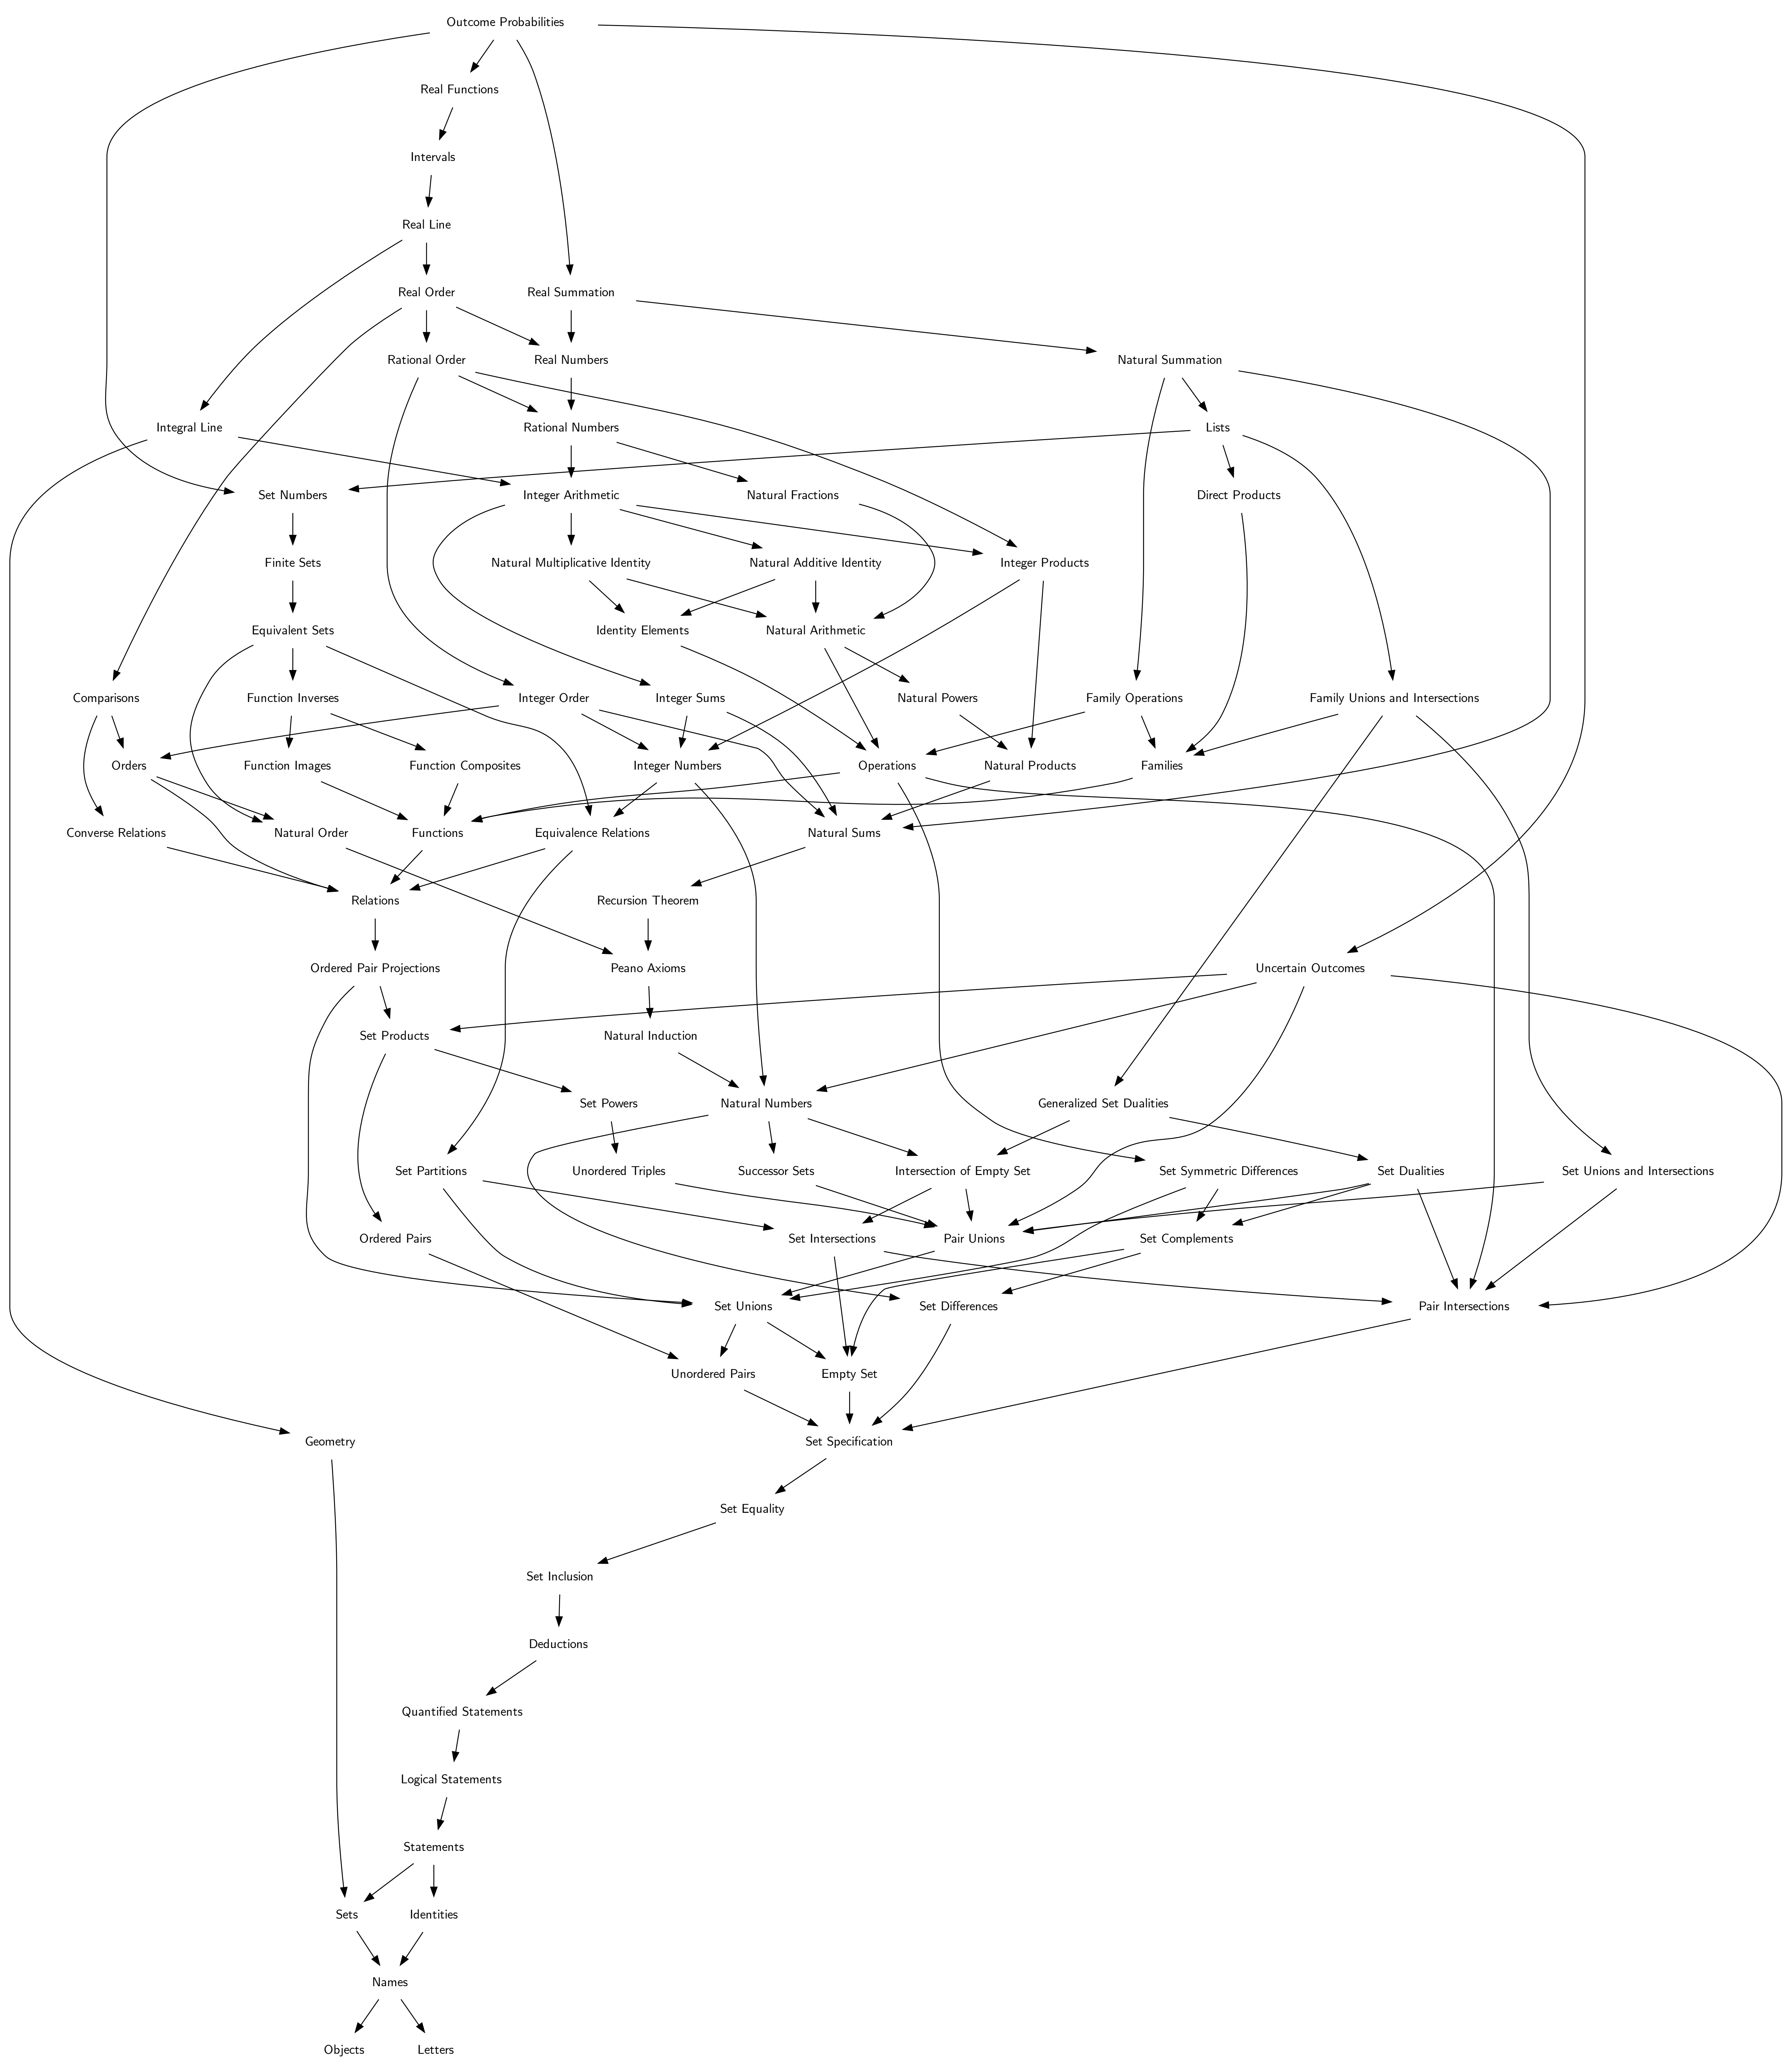 Outcome Probabilities
Real Functions
Intervals
Real Line
Real Order
Real Summation
Rational Order
Real Numbers
Natural Summation
Integral Line
Rational Numbers
Lists
Set Numbers
Integer Arithmetic
Natural Fractions
Direct Products
Finite Sets
Natural Multiplicative Identity
Natural Additive Identity
Integer Products
Equivalent Sets
Identity Elements
Natural Arithmetic
Comparisons
Function Inverses
Integer Order
Integer Sums
Natural Powers
Family Operations
Family Unions and Intersections
Orders
Function Images
Function Composites
Integer Numbers
Operations
Natural Products
Families
Converse Relations
Natural Order
Functions
Equivalence Relations
Natural Sums
Relations
Recursion Theorem
Ordered Pair Projections
Peano Axioms
Uncertain Outcomes
Set Products
Natural Induction
Set Powers
Natural Numbers
Generalized Set Dualities
Set Partitions
Unordered Triples
Successor Sets
Intersection of Empty Set
Set Symmetric Differences
Set Dualities
Set Unions and Intersections
Ordered Pairs
Set Intersections
Pair Unions
Set Complements
Set Unions
Set Differences
Pair Intersections
Unordered Pairs
Empty Set
Geometry
Set Specification
Set Equality
Set Inclusion
Deductions
Quantified Statements
Logical Statements
Statements
Sets
Identities
Names
Objects
Letters